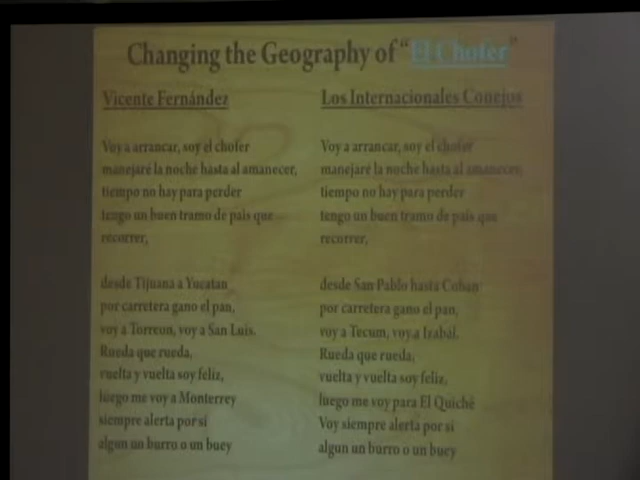 Changing the Geography of "El Chofer"
Vicente Fernández
Voy a arrancar, soy el chofer
manejaré la noche hasta al amanecer,
tiempo no hay para perder
tengo un buen tramo de país que
recorrer,
desde Tijuana a Yucatan
por carretera gano el pan,
voy a Torreon, voy a San Luis.
Rueda que rueda,
vuelta y vuelta soy feliz,
luego me voy a Monterrey
siempre alerta por si
algun un burro o un buey
Los Internacionales Conejos
Voy a arrancar, soy el chofer
manejaré la noche hasta al amanecer,
tiempo no hay para perder
tengo un buen tramo de país que
recorrer,
desde San Pablo hasta Coban
por carretera gano el pan,
voy a Tecum, voy a Izabal.
Rueda que rueda,
vuelta y vuelta soy feliz,
luego me voy para El Quiché
Voy siempre alerta por si
algun un burro o un buey